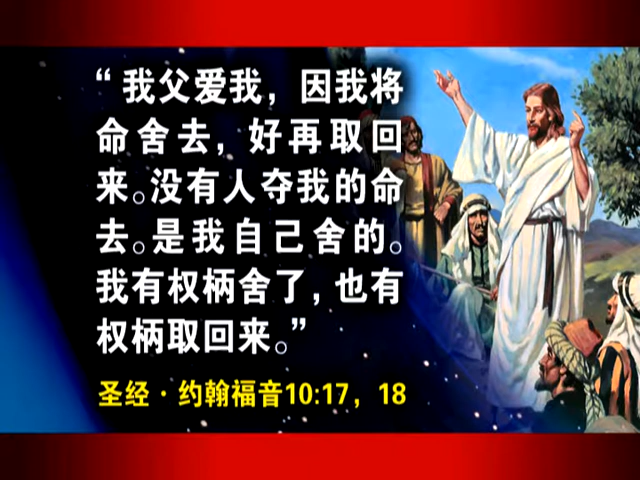 “我父爱我，因我将
命舍去，好再取回
来。没有人夺我的命
去。是我自己舍的。
我有权柄舍了，也有
权柄取回来。”
圣经·约翰福音10:17，18